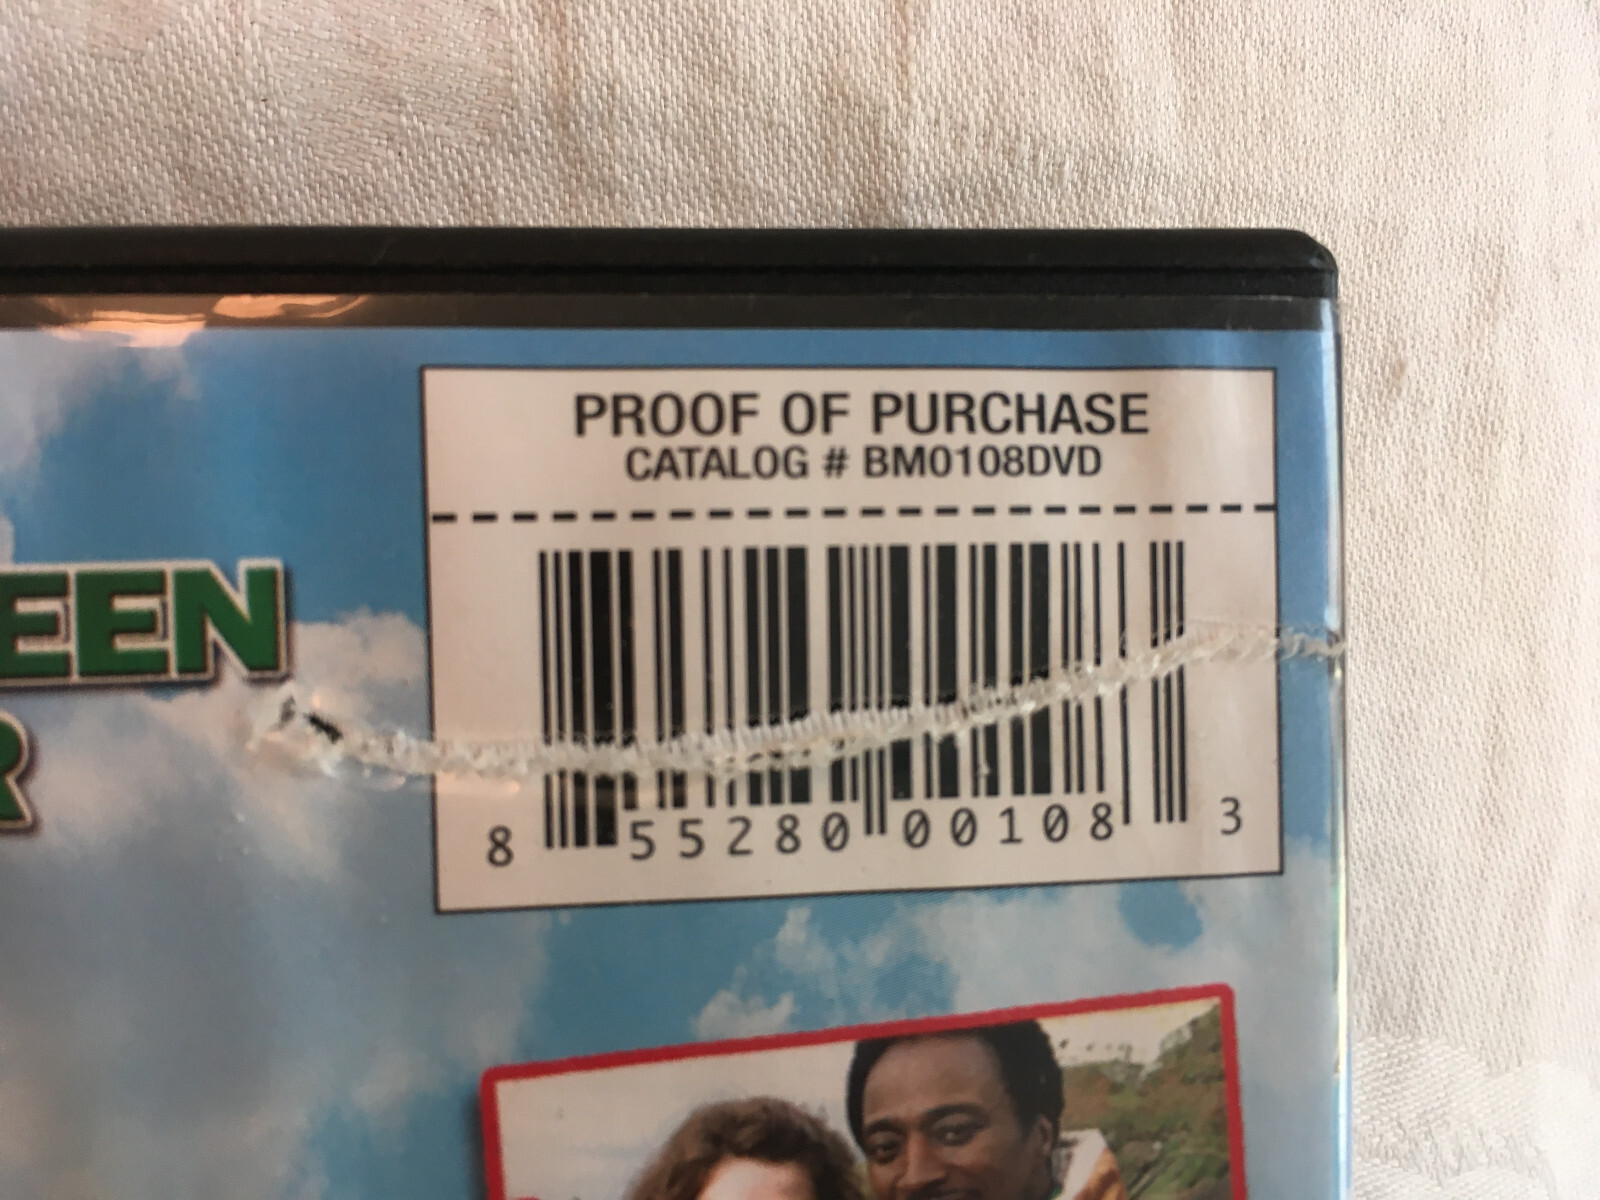 PROOF OF PURCHASE
CATALOG # BM0108DVD
EEN
R
8 55280 00108 3